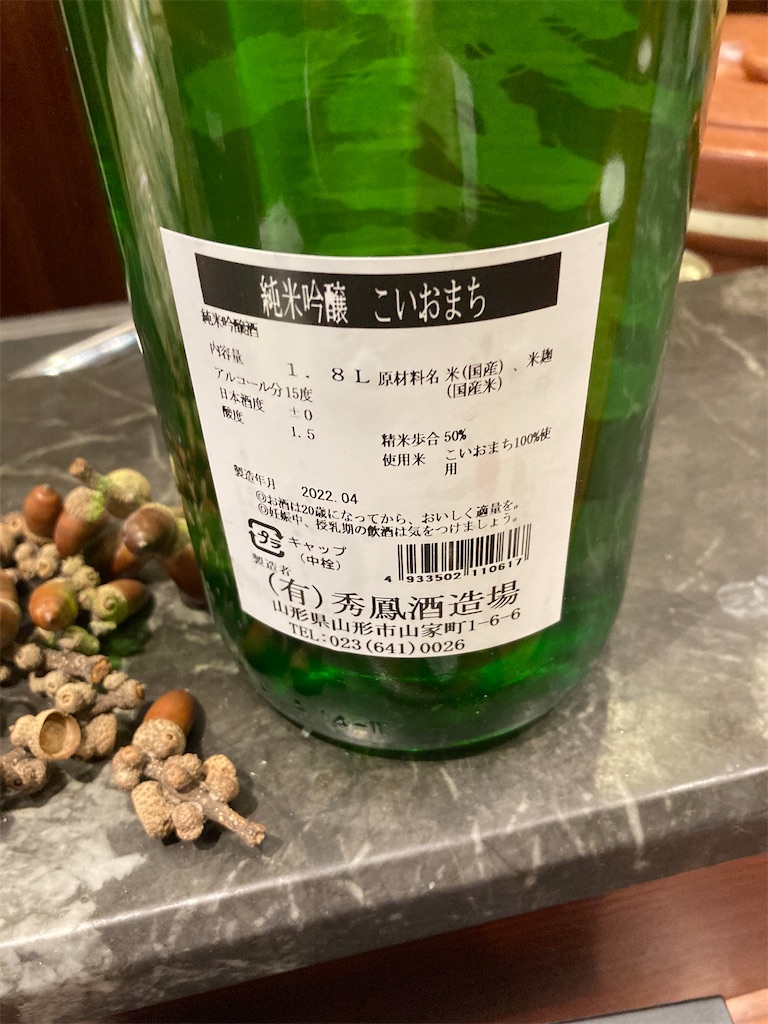 純米吟醸 こいおまち
純米吟醸酒
内容量 1.8L 原材料名 米(国産)、米麹
(国産米)
アルコール分 15度
日本酒度 ±0
酸度 1.5
精米歩合 50%
使用米 こいおまち100%使
用
製造年月 2022.04
◎お酒は20歳になってから、おいしく適量を。
◎妊娠中、授乳期の飲酒は気をつけましょう。
プラ キャップ
(中栓)
4 933502 110617
製造者
(有)秀鳳酒造場
山形県山形市山家町1-6-6
TEL:023(641)0026